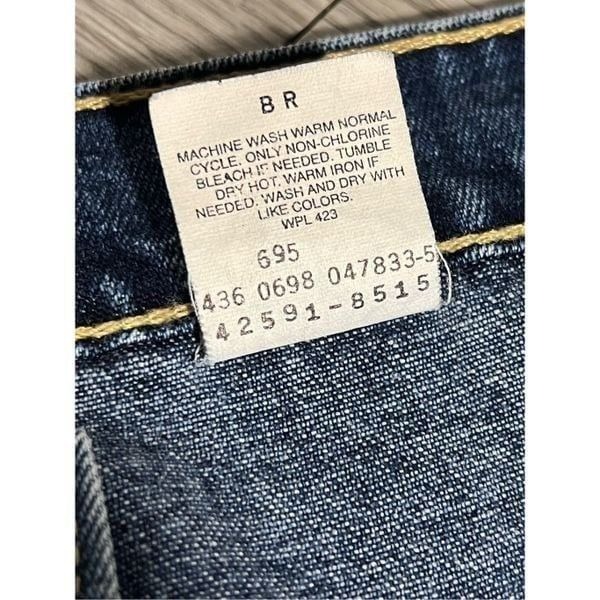 BR
MACHINE WASH WARM NORMAL
CYCLE. ONLY NON-CHLORINE
BLEACH IF NEEDED. TUMBLE
DRY HOT. WARM IRON IF
NEEDED. WASH AND DRY WITH
LIKE COLORS.
WPL 423
695
436 0698 047833-5
42591-8515